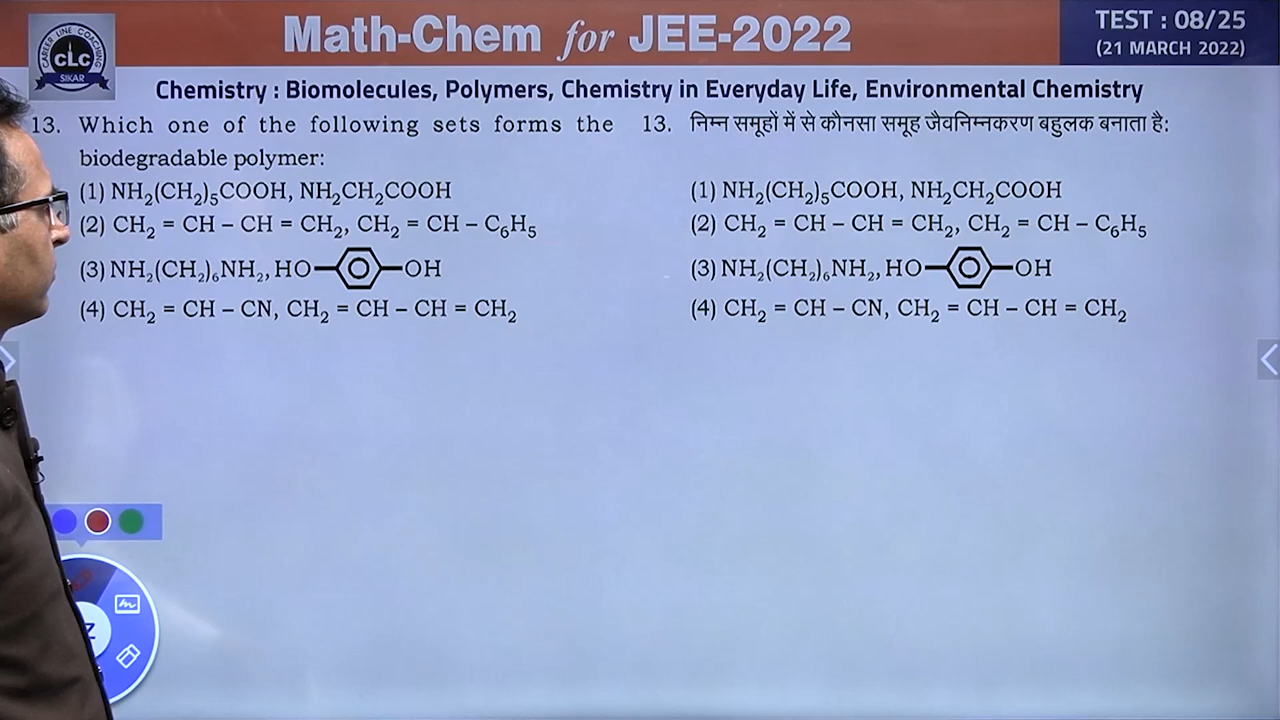 CAREER LINE COACHING
CLC
SIKAR
Math-Chem for JEE-2022
TEST : 08/25
(21 MARCH 2022)
Chemistry : Biomolecules, Polymers, Chemistry in Everyday Life, Environmental Chemistry
13. Which one of the following sets forms the
biodegradable polymer:
(1) NH₂(CH₂)₅COOH, NH₂CH₂COOH
(2) CH₂ = CH – CH = CH₂, CH₂ = CH – C₆H₅
(3) NH₂(CH₂)₆NH₂, HO OH
(4) CH₂ = CH – CN, CH₂ = CH – CH = CH₂
13. निम्न समूहों में से कौनसा समूह जैवनिम्नकरण बहुलक बनाता है:
(1) NH₂(CH₂)₅COOH, NH₂CH₂COOH
(2) CH₂ = CH – CH = CH₂, CH₂ = CH – C₆H₅
(3) NH₂(CH₂)₆NH₂, HO OH
(4) CH₂ = CH – CN, CH₂ = CH – CH = CH₂